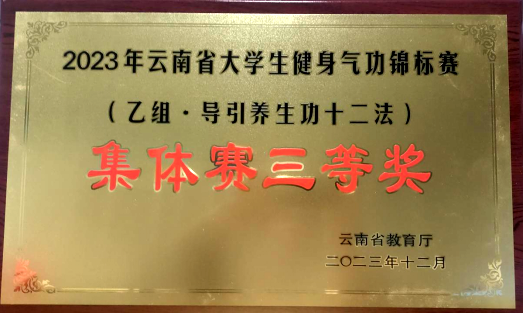 2023年云南省大学生健身气功锦标赛
（乙组·导引养生功十二法）
集体赛三等奖
云南省教育厅
二〇二三年十二月